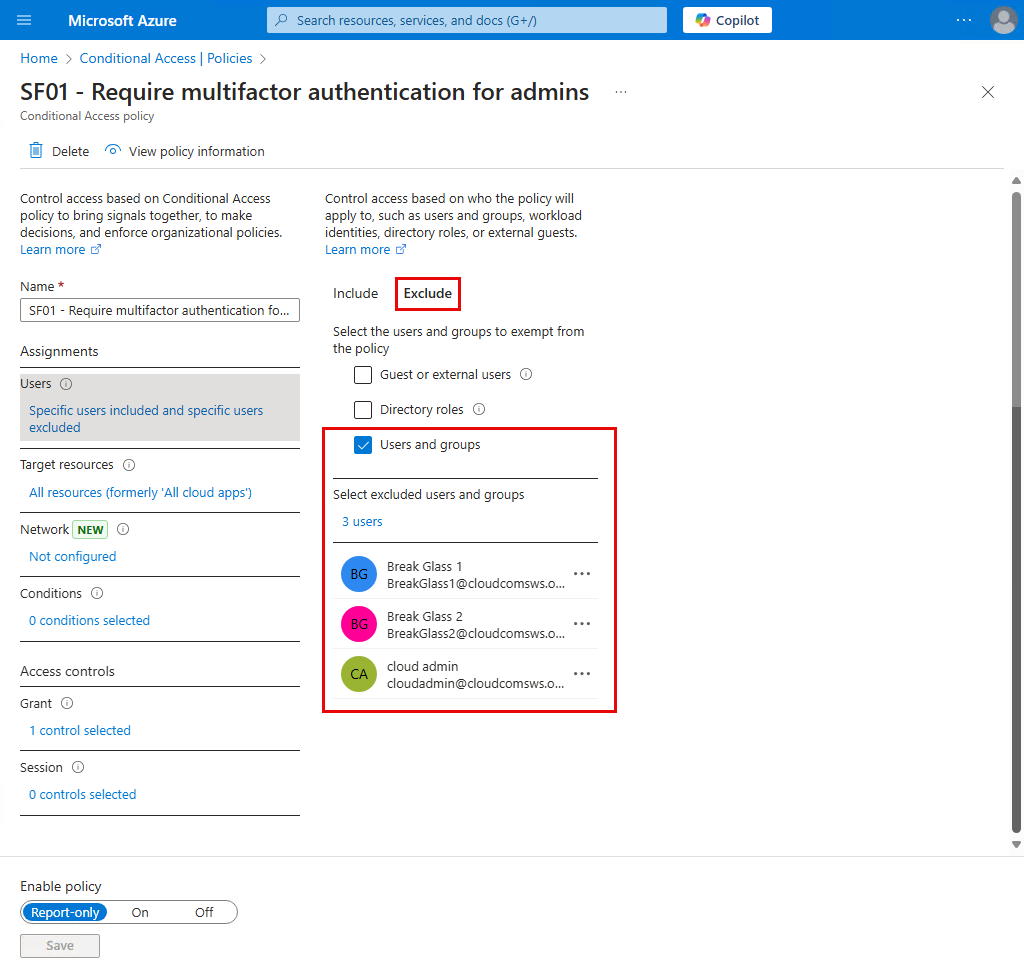 Microsoft Azure
Search resources, services, and docs (G+/)
Copilot
Home > Conditional Access | Policies >
SF01 - Require multifactor authentication for admins
Conditional Access policy
Delete
View policy information
Control access based on Conditional Access
policy to bring signals together, to make
decisions, and enforce organizational policies.
Learn more
Name *
SF01 - Require multifactor authentication fo...
Assignments
Users
Specific users included and specific users
excluded
Target resources
All resources (formerly 'All cloud apps')
Network NEW
Not configured
Conditions
0 conditions selected
Access controls
Grant
1 control selected
Session
0 controls selected
Control access based on who the policy will
apply to, such as users and groups, workload
identities, directory roles, or external guests.
Learn more
Include
Exclude
Select the users and groups to exempt from
the policy
Guest or external users
Directory roles
Users and groups
Select excluded users and groups
3 users
BG
Break Glass 1
BreakGlass1@cloudcomsws.o...
BG
Break Glass 2
BreakGlass2@cloudcomsws.o...
CA
cloud admin
cloudadmin@cloudcomsws.o...
Enable policy
Report-only
On
Off
Save